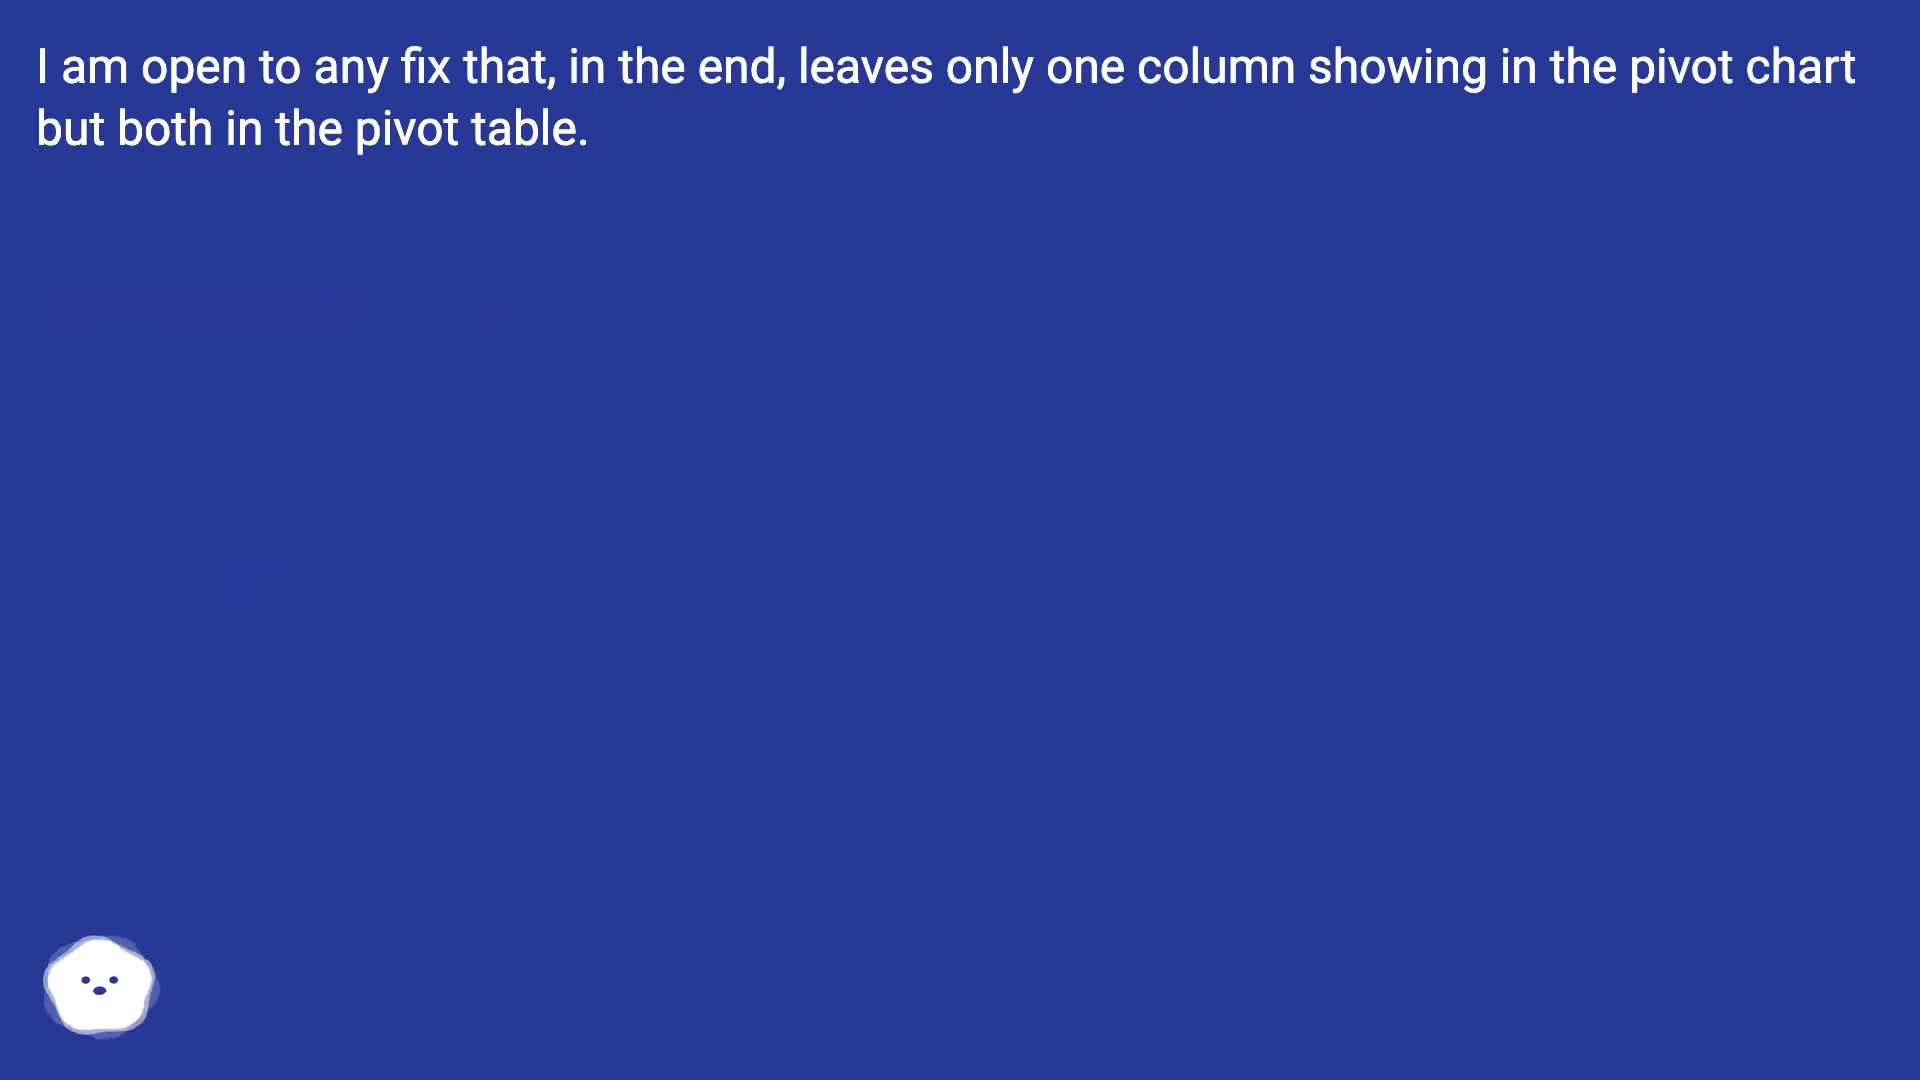 I am open to any fix that, in the end, leaves only one column showing in the pivot chart
but both in the pivot table.